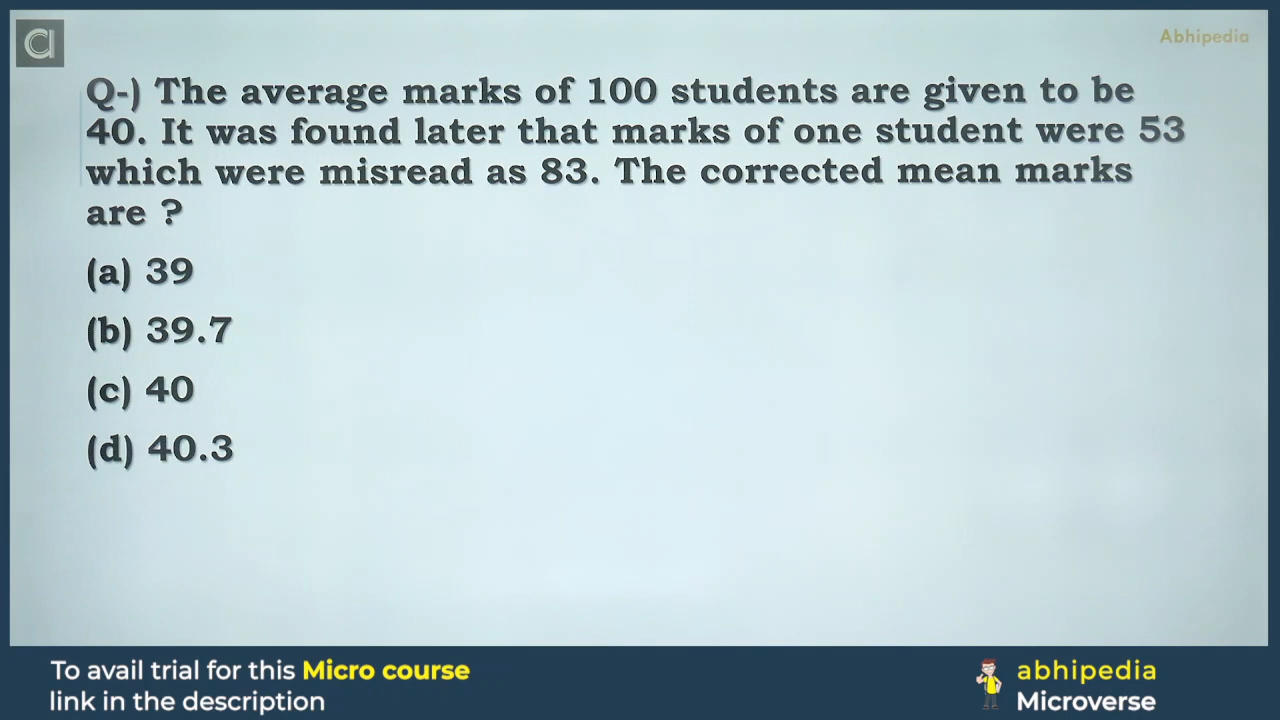 Abhipedia
Q-) The average marks of 100 students are given to be
40. It was found later that marks of one student were 53
which were misread as 83. The corrected mean marks
are ?
(a) 39
(b) 39.7
(c) 40
(d) 40.3
To avail trial for this Micro course
link in the description
abhipedia
Microverse